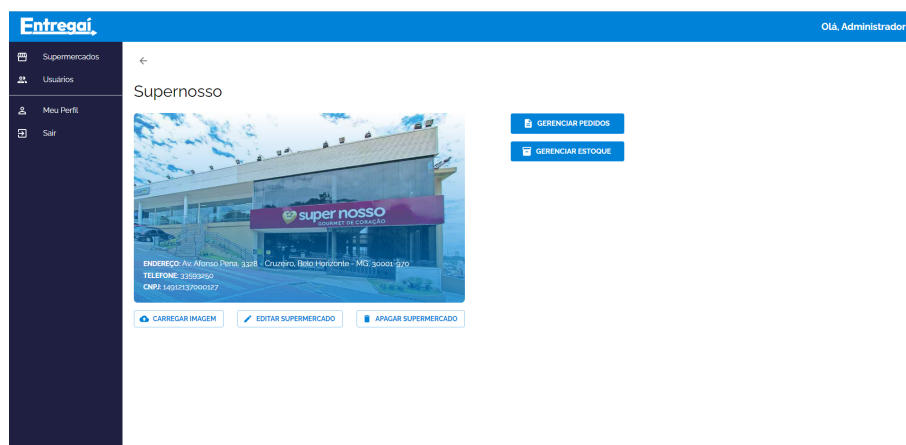 Entregaí
Olá, Administrador
Supermercados
Usuários
Meu Perfil
Sair
Supernosso
super nosso
GOURMET DE CORAÇÃO
ENDEREÇO: Av. Afonso Pena, 3328 - Cruzeiro, Belo Horizonte - MG, 30001-970
TELEFONE: 33593250
CNPJ: 14912137000127
CARREGAR IMAGEM
EDITAR SUPERMERCADO
APAGAR SUPERMERCADO
GERENCIAR PEDIDOS
GERENCIAR ESTOQUE